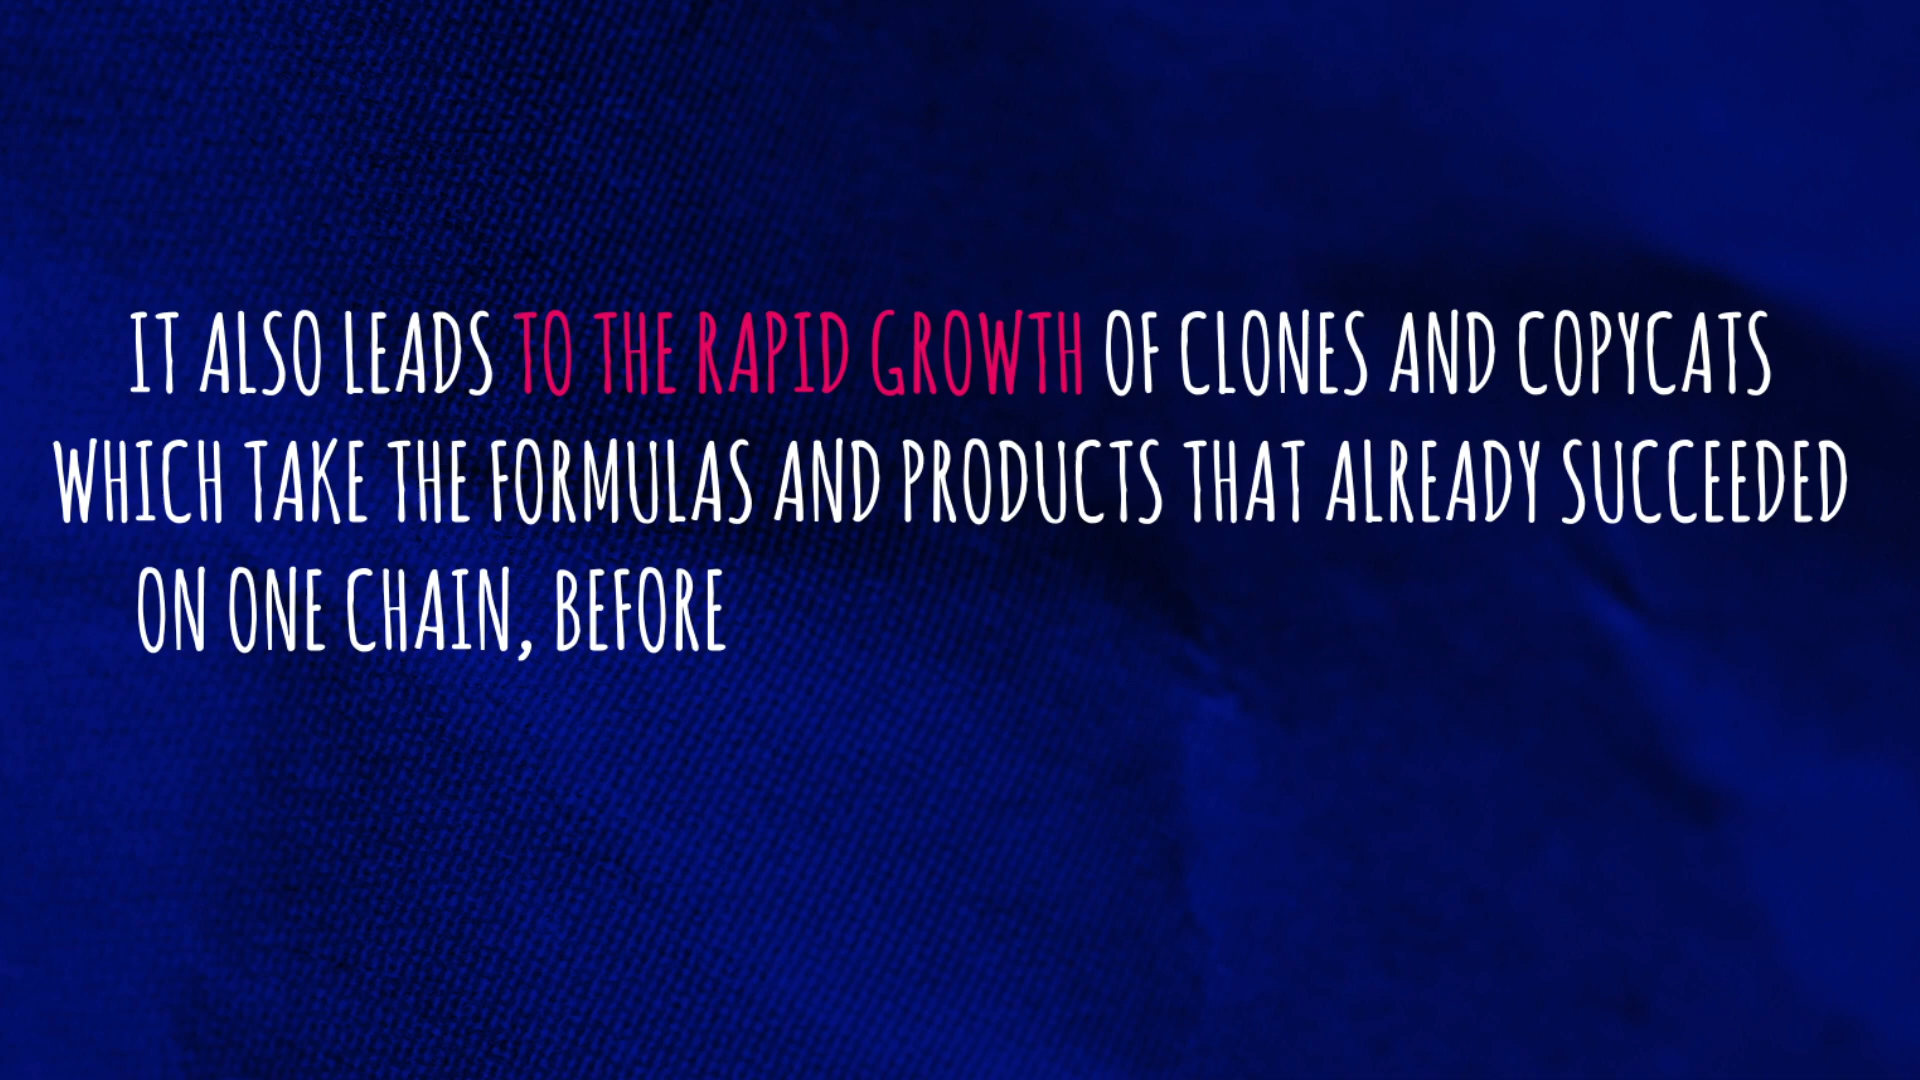 IT ALSO LEADS TO THE RAPID GROWTH OF CLONES AND COPYCATS
WHICH TAKE THE FORMULAS AND PRODUCTS THAT ALREADY SUCCEEDED
ON ONE CHAIN, BEFORE